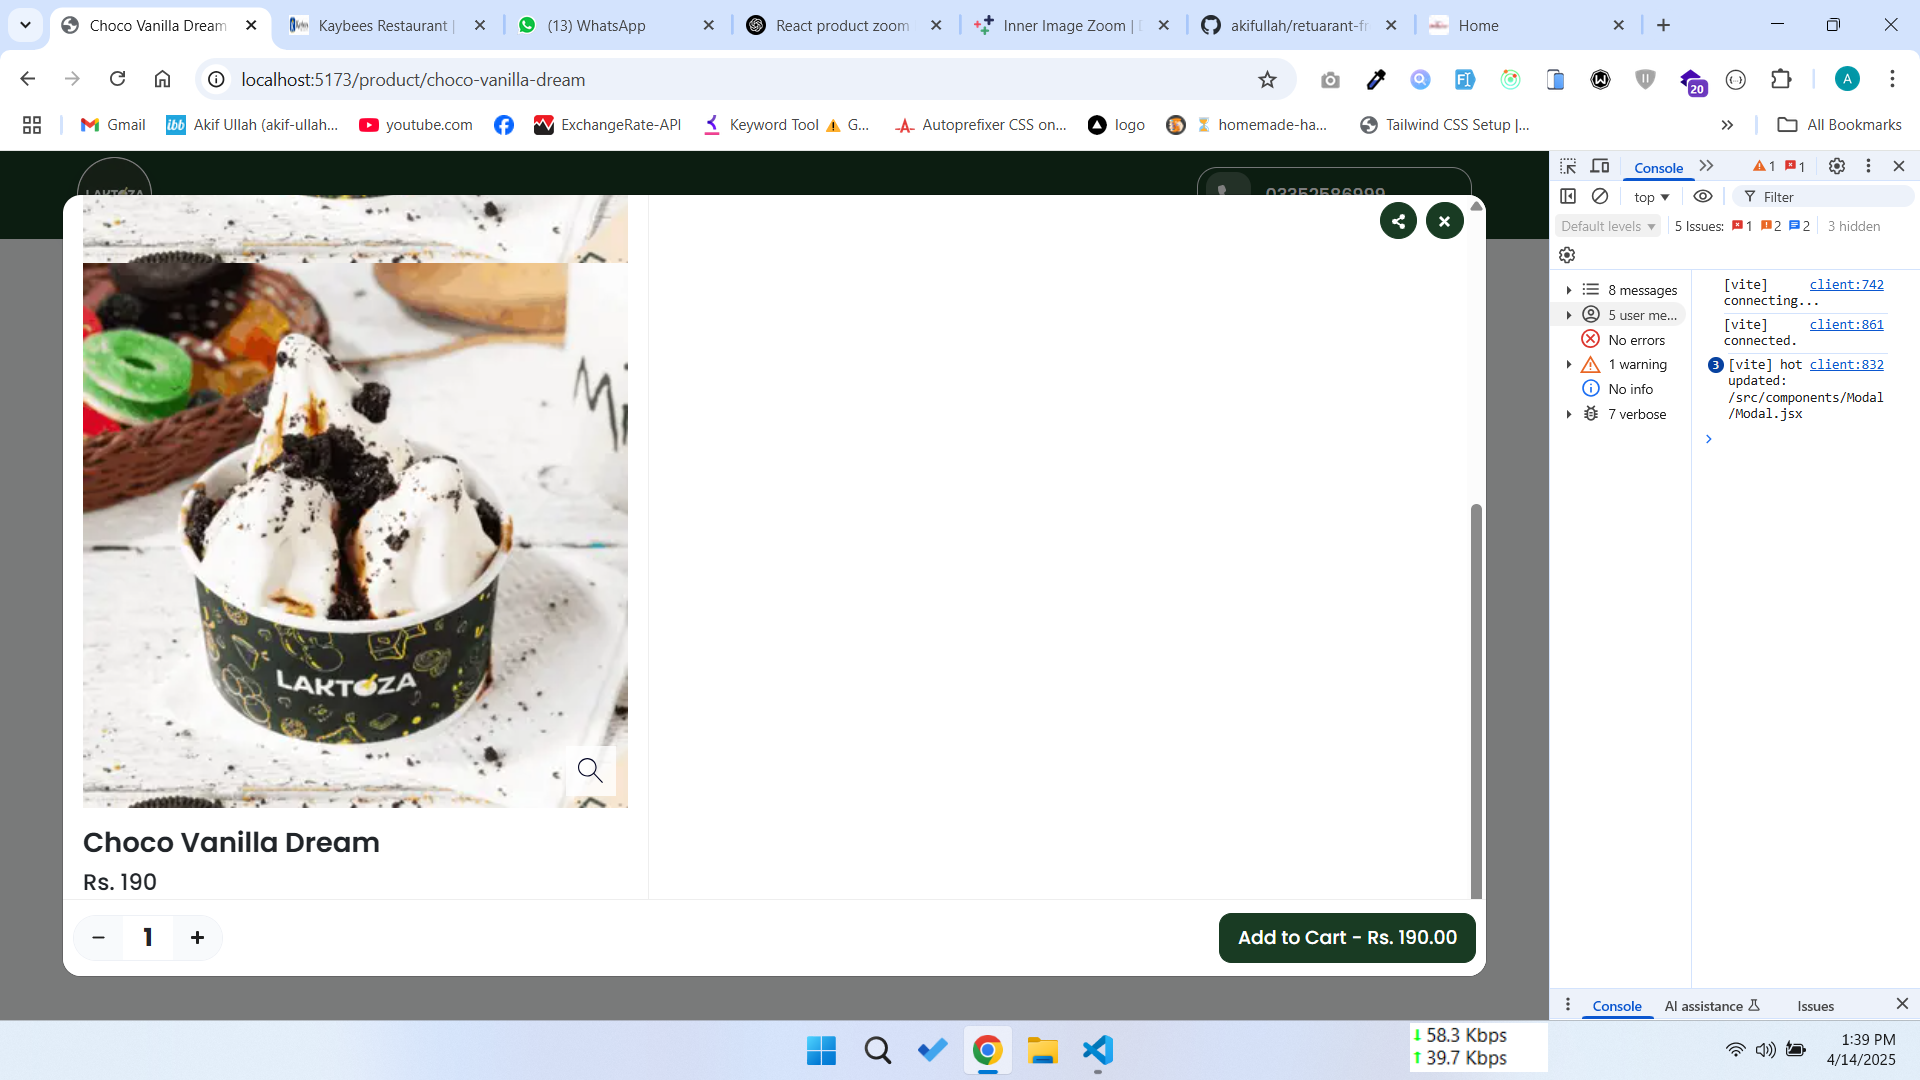 Choco Vanilla Dream
Kaybees Restaurant |
(13) WhatsApp
React product zoom
Inner Image Zoom | D
akifullah/retuarant-fr
Home
localhost:5173/product/choco-vanilla-dream
20
A
Gmail
ibb Akif Ullah (akif-ullah...
youtube.com
ExchangeRate-API
Keyword Tool ⚠️ G...
Autoprefixer CSS on...
logo
⌛ homemade-ha...
Tailwind CSS Setup |...
All Bookmarks
LAKTOZA
03352586999
LAKTOZA
Choco Vanilla Dream
Rs. 190
1
Add to Cart - Rs. 190.00
Console
1
1
top
Filter
Default levels
5 Issues: 1 2 2
3 hidden
8 messages
5 user me...
No errors
1 warning
No info
7 verbose
[vite] client:742
connecting...
[vite] client:861
connected.
3 [vite] hot client:832
updated:
/src/components/Modal
/Modal.jsx
Console
AI assistance
Issues
58.3 Kbps
39.7 Kbps
1:39 PM
4/14/2025